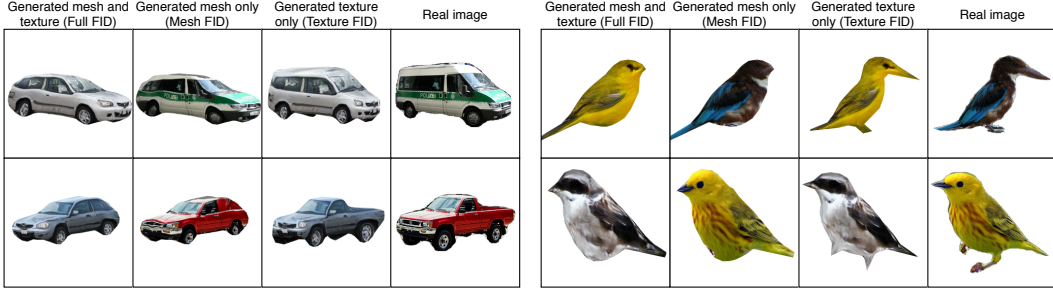 Generated mesh and
texture (Full FID)
Generated mesh only
(Mesh FID)
Generated texture
only (Texture FID)
Real image
Generated mesh and
texture (Full FID)
Generated mesh only
(Mesh FID)
Generated texture
only (Texture FID)
Real image